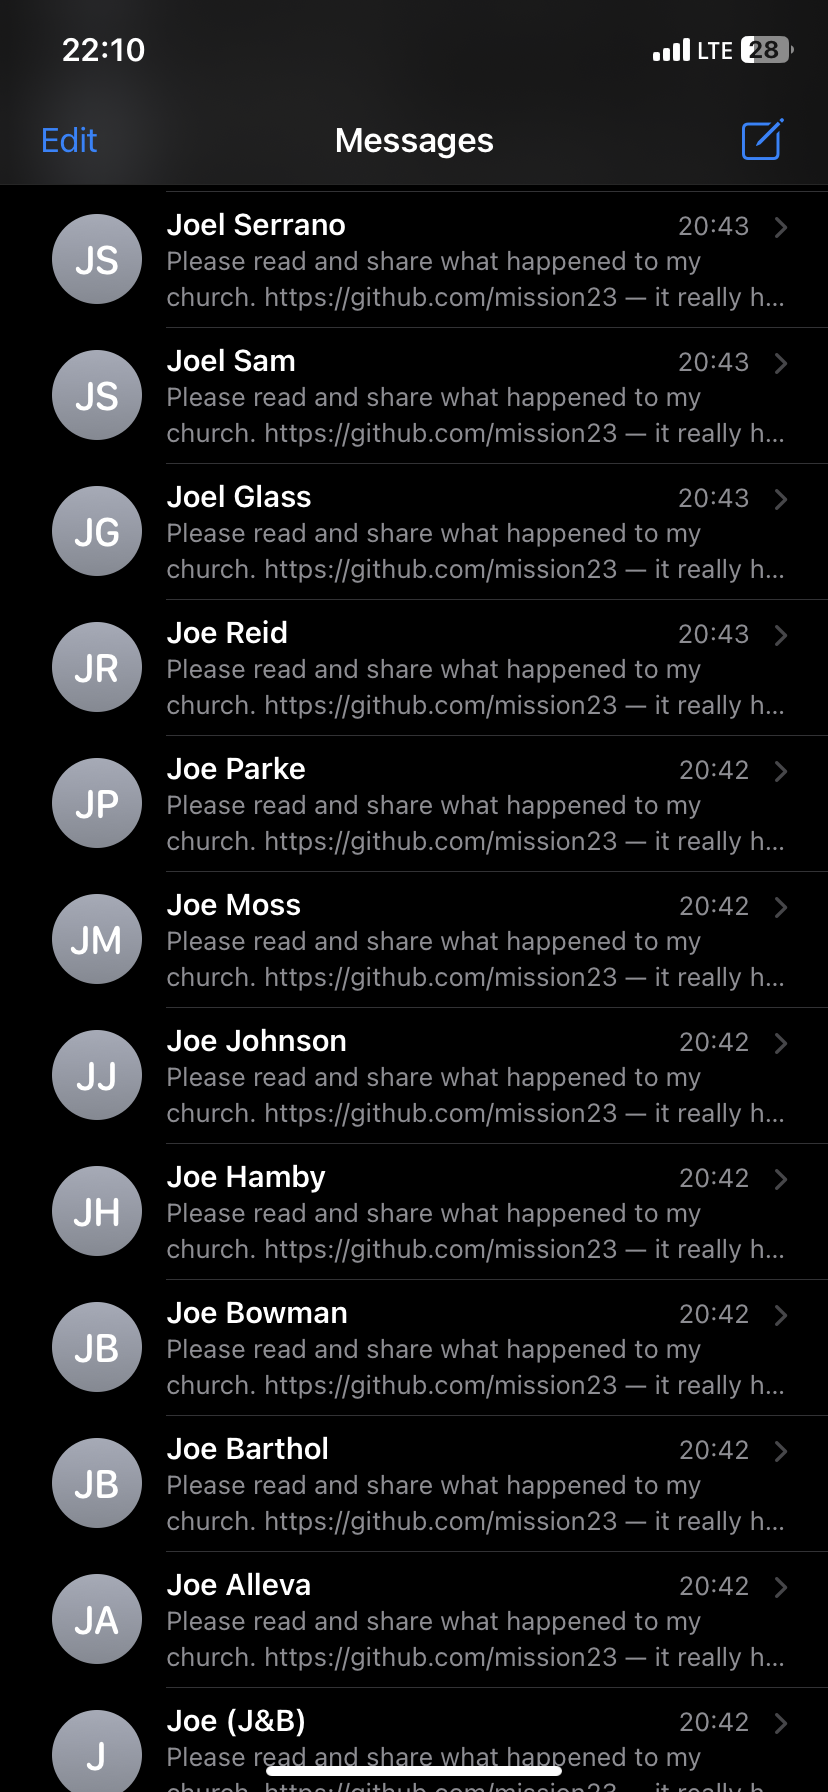 22:10
LTE 28
Edit
Messages
JS
Joel Serrano 20:43
Please read and share what happened to my
church. https://github.com/mission23 — it really h...
JS
Joel Sam 20:43
Please read and share what happened to my
church. https://github.com/mission23 — it really h...
JG
Joel Glass 20:43
Please read and share what happened to my
church. https://github.com/mission23 — it really h...
JR
Joe Reid 20:43
Please read and share what happened to my
church. https://github.com/mission23 — it really h...
JP
Joe Parke 20:42
Please read and share what happened to my
church. https://github.com/mission23 — it really h...
JM
Joe Moss 20:42
Please read and share what happened to my
church. https://github.com/mission23 — it really h...
JJ
Joe Johnson 20:42
Please read and share what happened to my
church. https://github.com/mission23 — it really h...
JH
Joe Hamby 20:42
Please read and share what happened to my
church. https://github.com/mission23 — it really h...
JB
Joe Bowman 20:42
Please read and share what happened to my
church. https://github.com/mission23 — it really h...
JB
Joe Barthol 20:42
Please read and share what happened to my
church. https://github.com/mission23 — it really h...
JA
Joe Alleva 20:42
Please read and share what happened to my
church. https://github.com/mission23 — it really h...
J
Joe (J&B) 20:42
Please read and share what happened to my
church. https://github.com/mission23 — it really h...